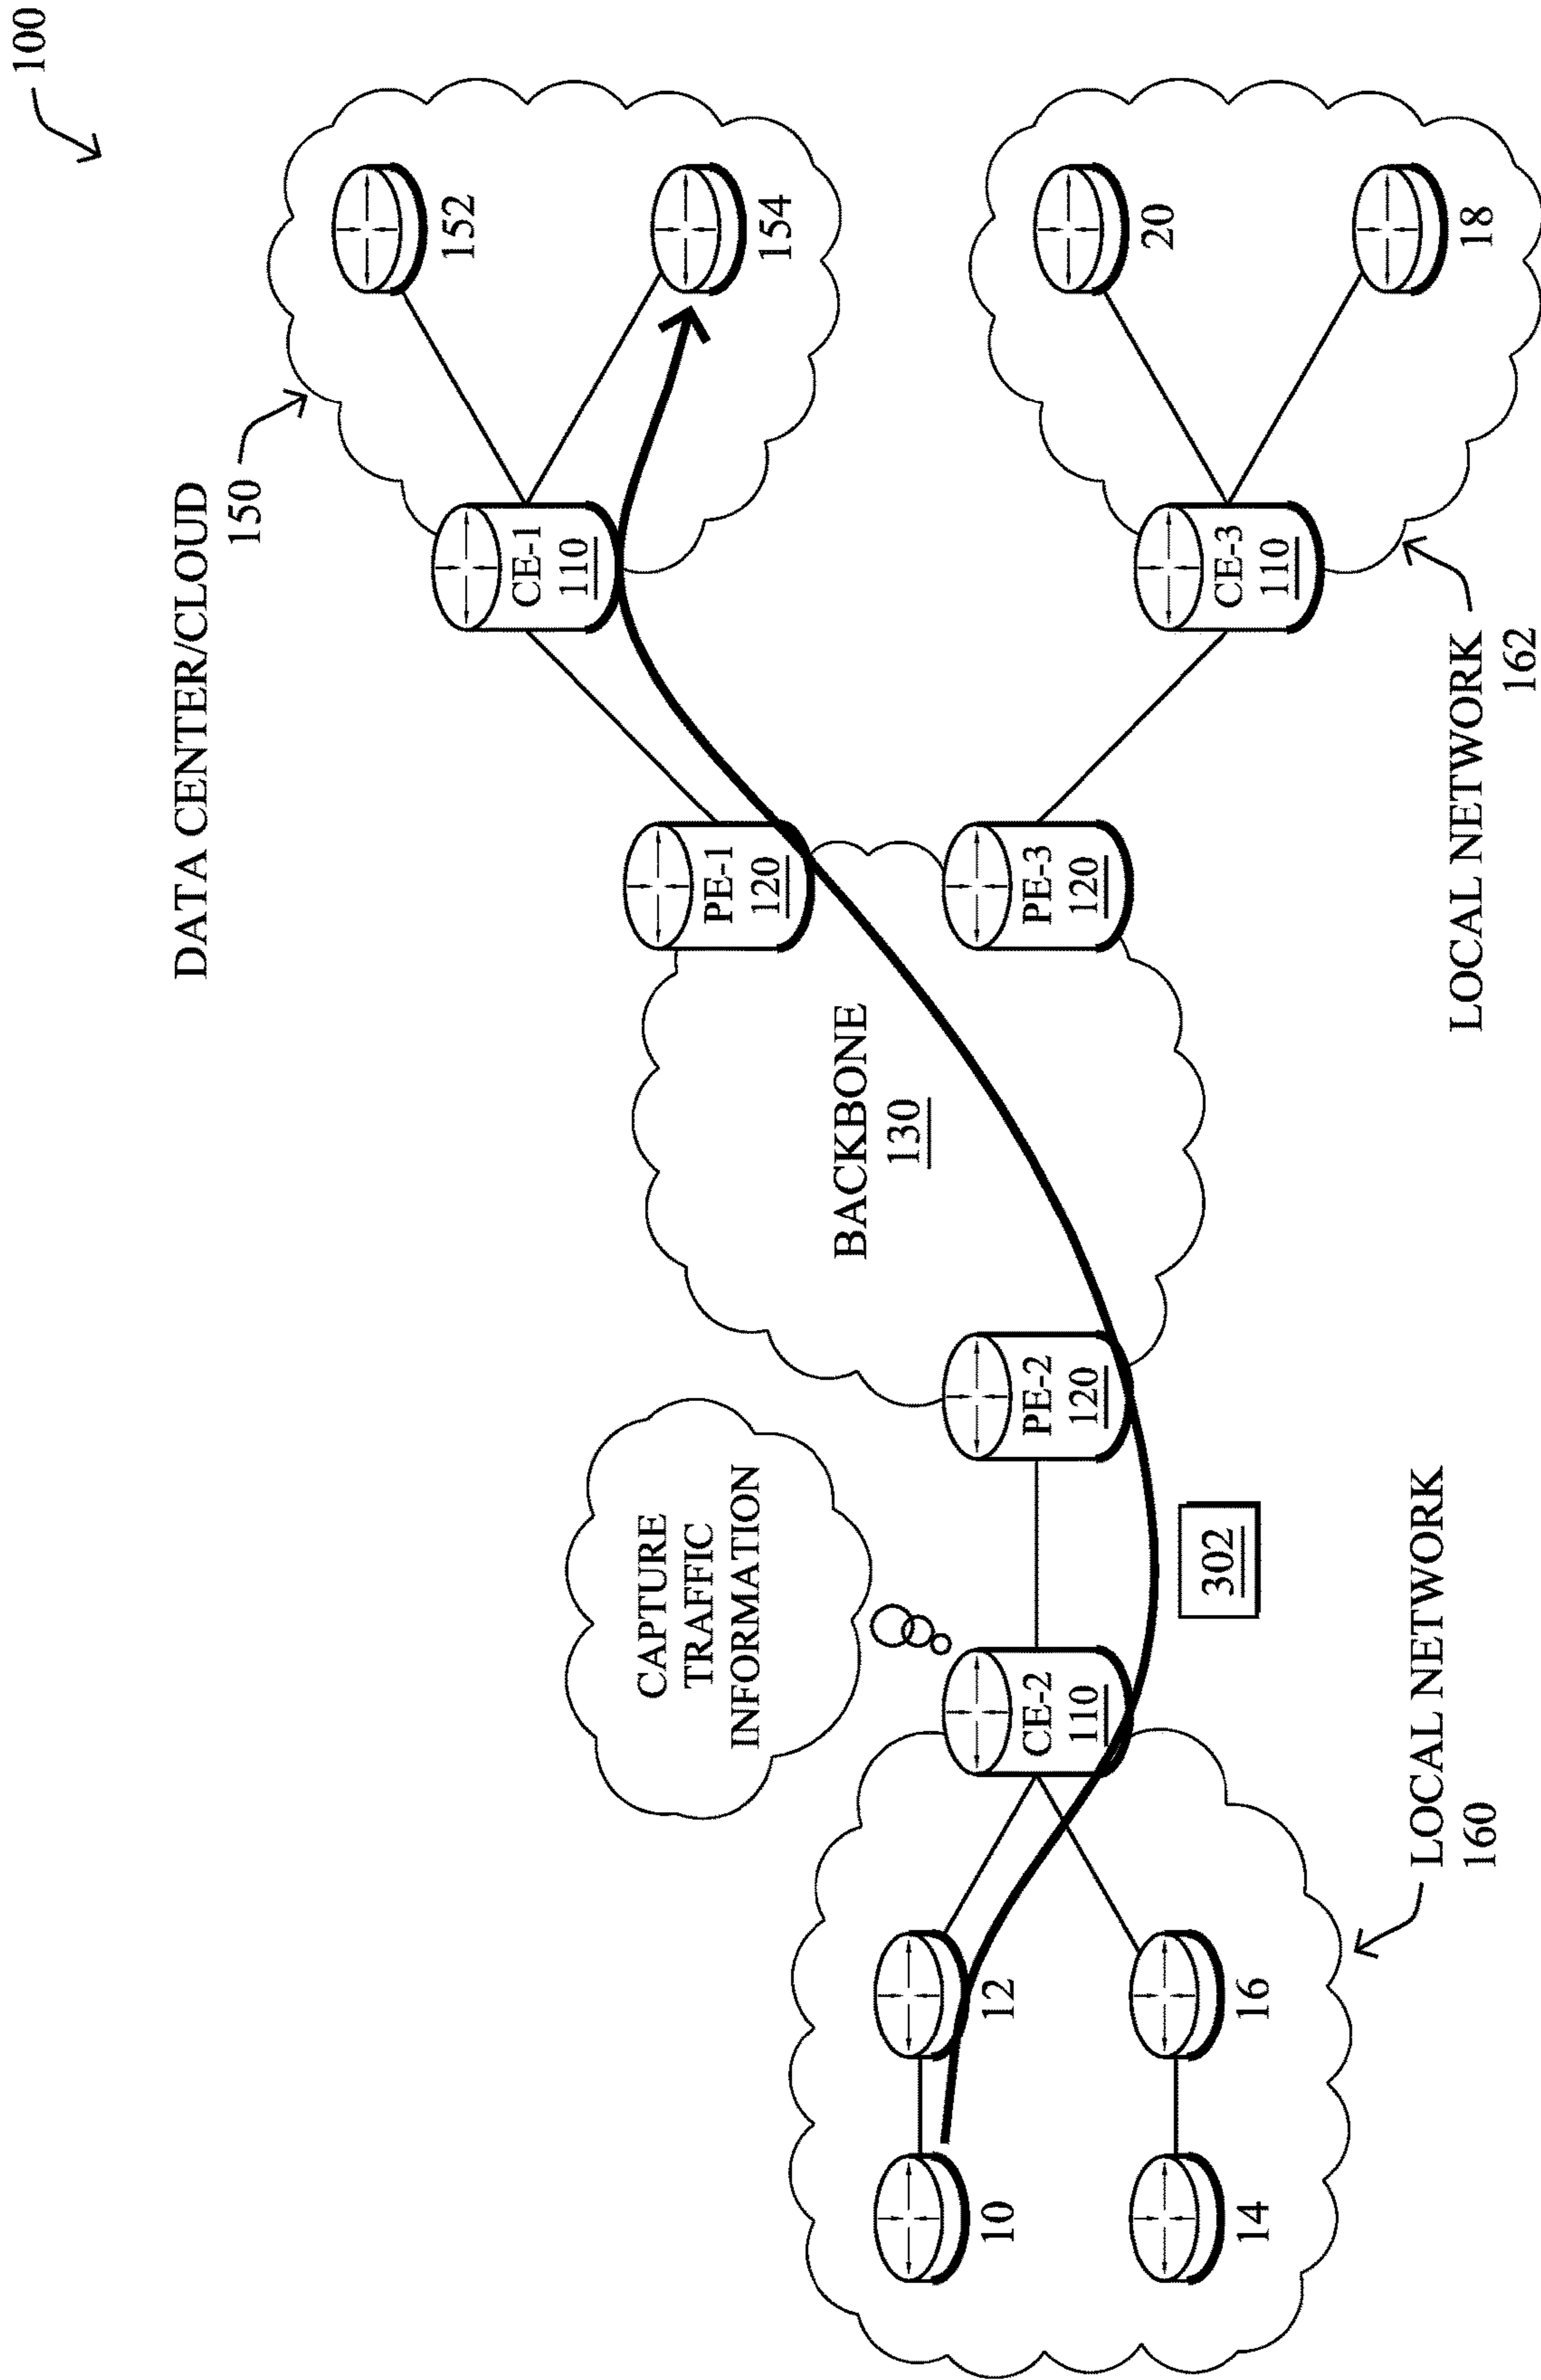 100
DATA CENTER/CLOUD
150
152
154
CE-1
110
PE-1
120
BACKBONE
130
PE-3
120
CE-3
110
20
18
LOCAL NETWORK
162
CAPTURE
TRAFFIC
INFORMATION
PE-2
120
302
CE-2
110
12
10
16
14
LOCAL NETWORK
160